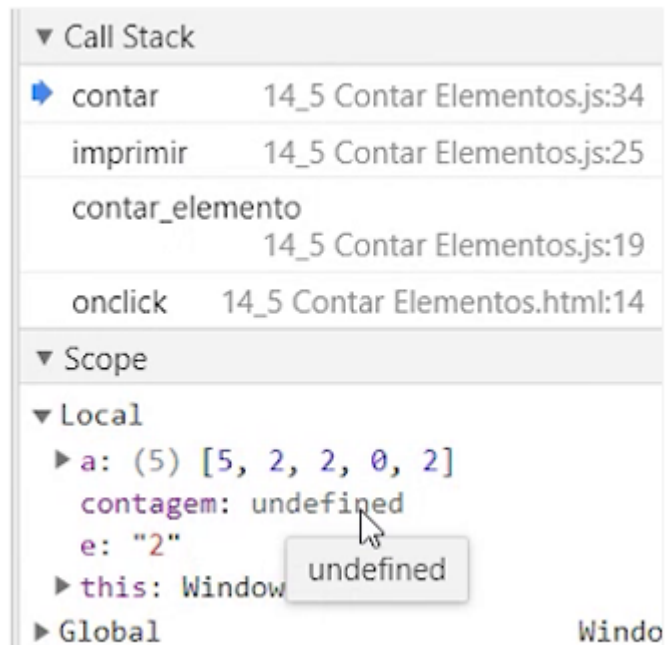 ▼ Call Stack
contar 14_5 Contar Elementos.js:34
imprimir 14_5 Contar Elementos.js:25
contar_elemento
14_5 Contar Elementos.js:19
onclick 14_5 Contar Elementos.html:14
▼ Scope
▼ Local
▶ a: (5) [5, 2, 2, 0, 2]
contagem: undefined
e: "2"
undefined
▶ this: Window
▶ Global Windo